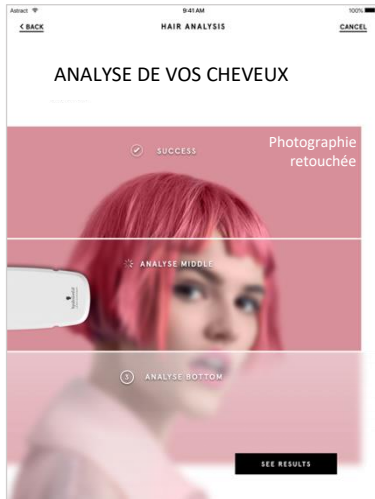 Astract 9:41 AM 100%
< BACK HAIR ANALYSIS CANCEL
ANALYSE DE VOS CHEVEUX
Photographie
retouchée
SUCCESS
ANALYSE MIDDLE
3 ANALYSE BOTTOM
SEE RESULTS